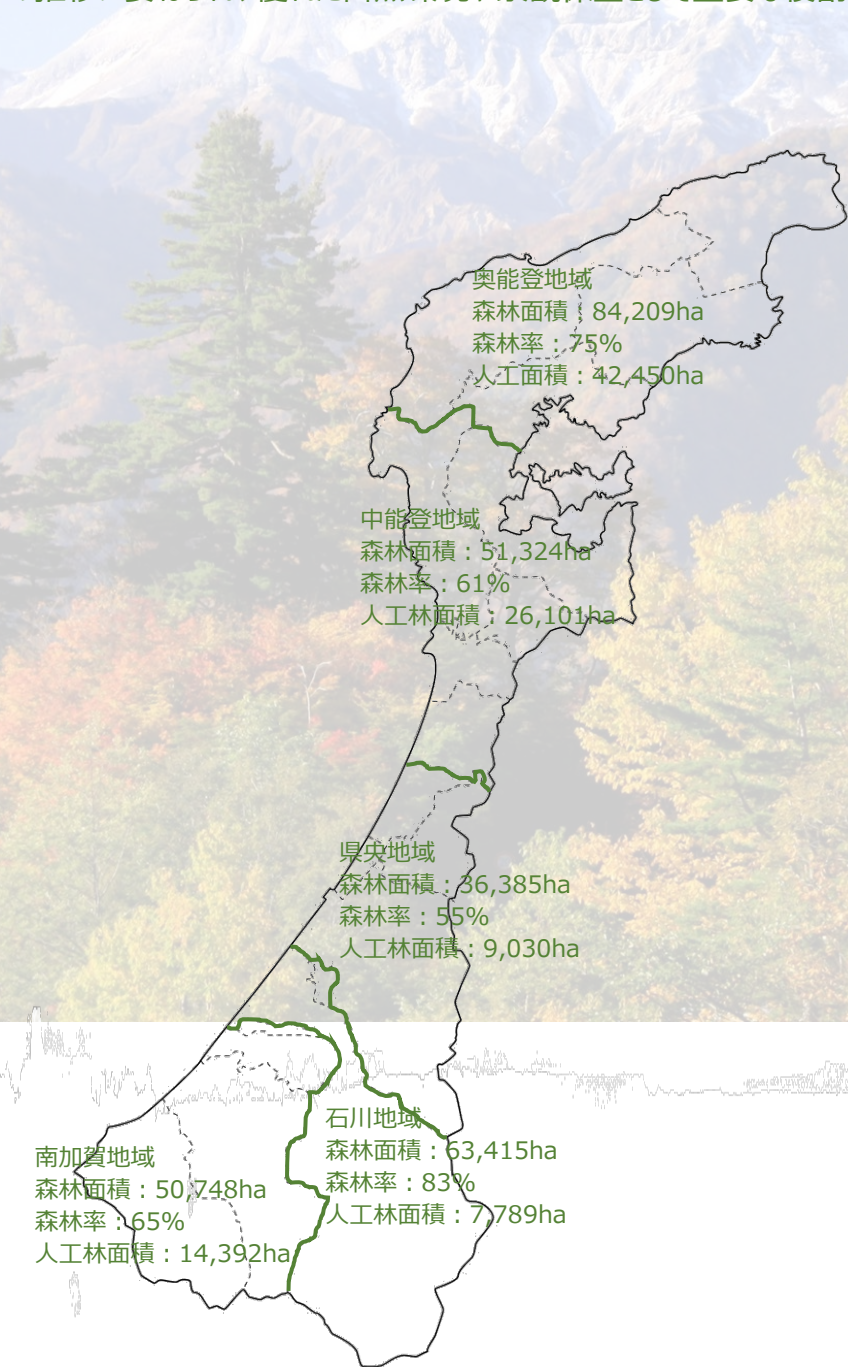 奥能登地域
森林面積：84,209ha
森林率：75%
人工面積：42,450ha
中能登地域
森林面積：51,324ha
森林率：61%
人工林面積：26,101ha
県央地域
森林面積：36,385ha
森林率：55%
人工林面積：9,030ha
石川地域
森林面積：63,415ha
森林率：83%
人工林面積：7,789ha
南加賀地域
森林面積：50,748ha
森林率：65%
人工林面積：14,392ha